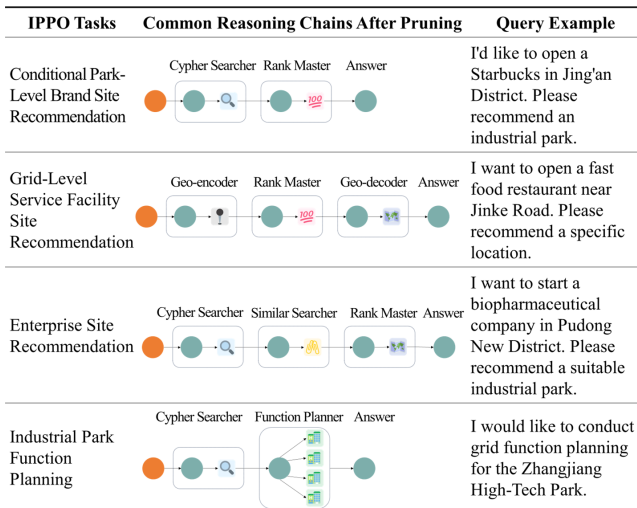 IPPO Tasks Common Reasoning Chains After Pruning Query Example
Conditional Park-
Level Brand Site
Recommendation
Cypher Searcher Rank Master Answer
100
I'd like to open a
Starbucks in Jing'an
District. Please
recommend an
industrial park.
Grid-Level
Service Facility
Site
Recommendation
Geo-encoder Rank Master Geo-decoder Answer
100
I want to open a fast
food restaurant near
Jinke Road. Please
recommend a specific
location.
Enterprise Site
Recommendation
Cypher Searcher Similar Searcher Rank Master Answer
I want to start a
biopharmaceutical
company in Pudong
New District. Please
recommend a suitable
industrial park.
Industrial Park
Function
Planning
Cypher Searcher Function Planner Answer
I would like to conduct
grid function planning
for the Zhangjiang
High-Tech Park.